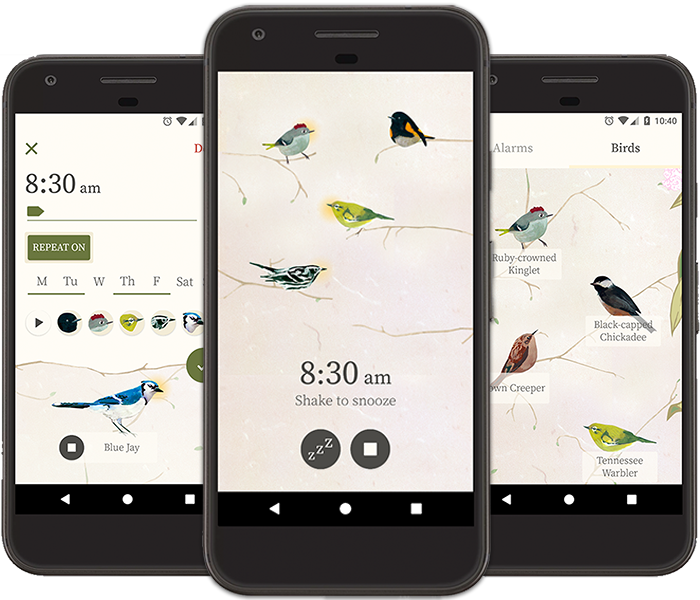 D
8:30 am
REPEAT ON
M Tu W Th F Sat
Blue Jay
8:30 am
Shake to snooze
zzZ
10:40
Alarms Birds
Ruby-crowned
Kinglet
Black-capped
Chickadee
own Creeper
Tennessee
Warbler